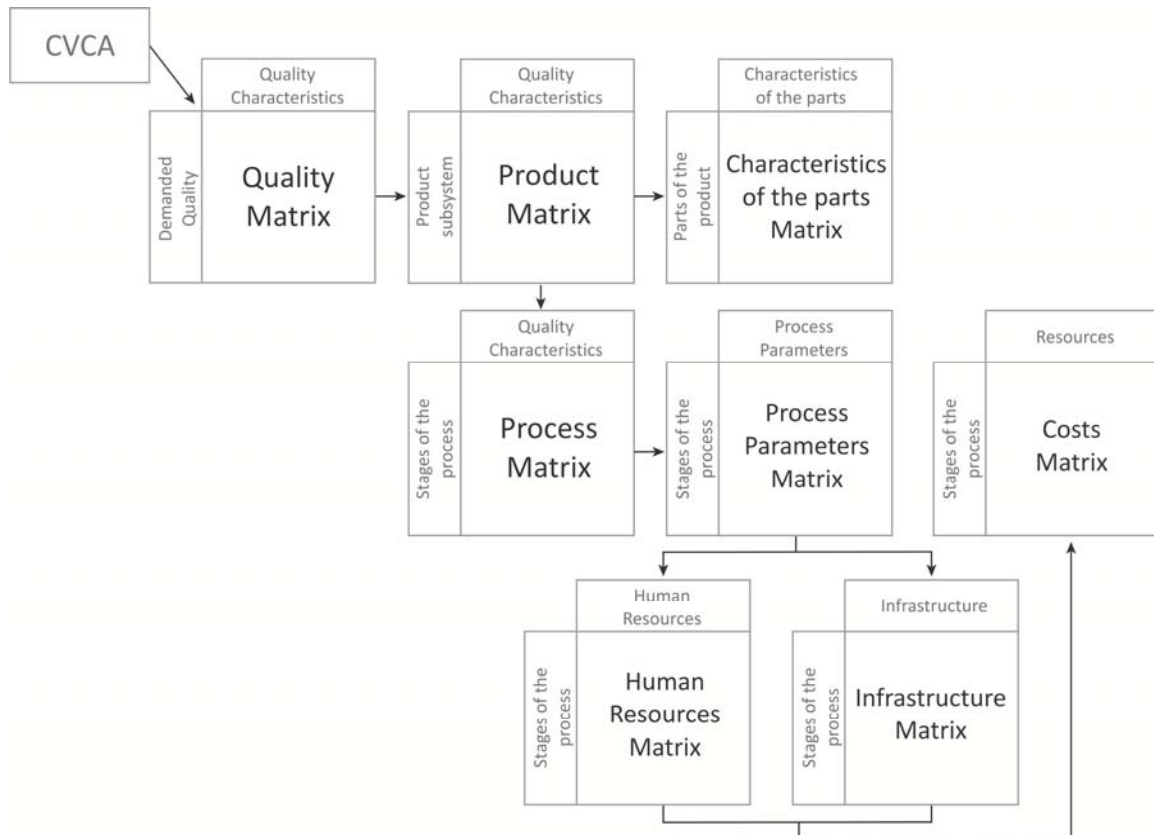 CVCA
Quality
Characteristics
Demanded
Quality
Quality
Matrix
Quality
Characteristics
Product
subsystem
Product
Matrix
Characteristics
of the parts
Parts of the
product
Characteristics
of the parts
Matrix
Quality
Characteristics
Stages of the
process
Process
Matrix
Process
Parameters
Stages of the
process
Process
Parameters
Matrix
Resources
Stages of the
process
Costs
Matrix
Human
Resources
Stages of the
process
Human
Resources
Matrix
Infrastructure
Stages of the
process
Infrastructure
Matrix